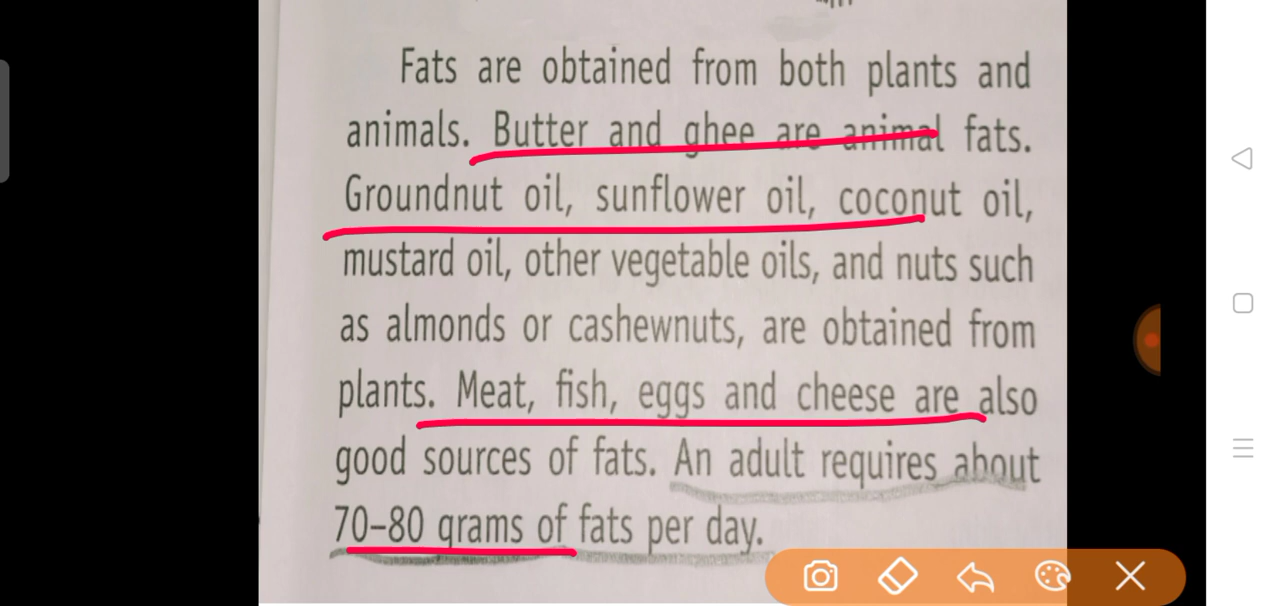 Fats are obtained from both plants and
animals. Butter and ghee are animal fats.
Groundnut oil, sunflower oil, coconut oil,
mustard oil, other vegetable oils, and nuts such
as almonds or cashewnuts, are obtained from
plants. Meat, fish, eggs and cheese are also
good sources of fats. An adult requires about
70–80 grams of fats per day.